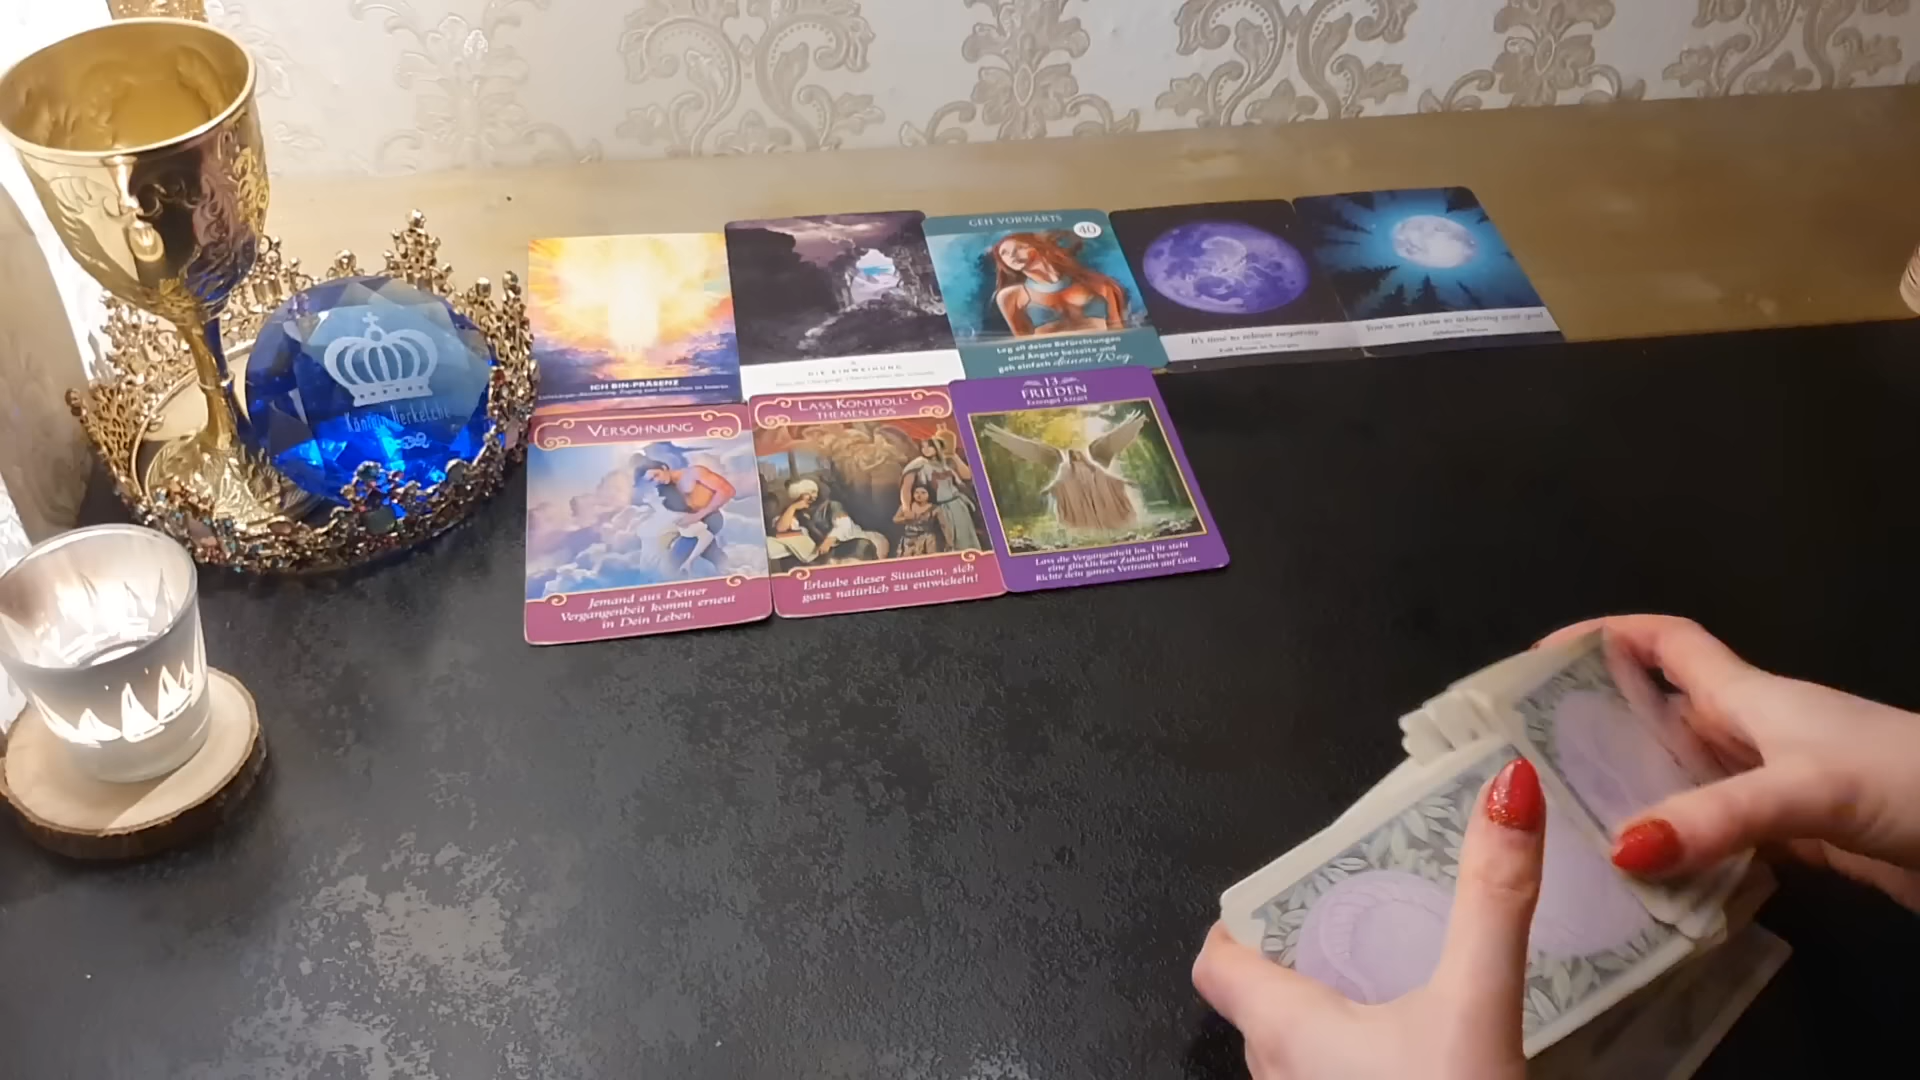 GEH VORWÄRTS
40
Leg all deine Befürchtungen
und Ängste beiseite und
geh einfach deinen Weg.
ICH BIN-PRÄSENZ
DIE EINWEIHUNG
It's time to release negativity
Full Moon in Scorpio
You're very close to achieving your goal
Gibbous Moon
VERSÖHNUNG
Jemand aus Deiner
Vergangenheit kommt erneut
in Dein Leben.
LASS KONTROLL-
THEMEN LOS
Erlaube dieser Situation, sich
ganz natürlich zu entwickeln!
13
FRIEDEN
Erzengel Azrael
Lass die Vergangenheit los. Dir steht
eine glücklichere Zukunft bevor.
Richte dein ganzes Vertrauen auf Gott.
Königin